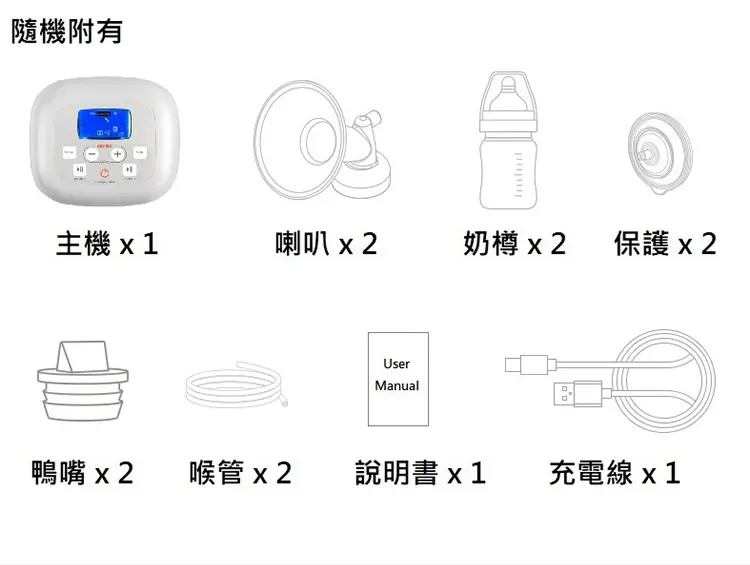 隨機附有
主機 x 1
喇叭 x 2
奶樽 x 2
保護 x 2
鴨嘴 x 2
喉管 x 2
User
Manual
說明書 x 1
充電線 x 1